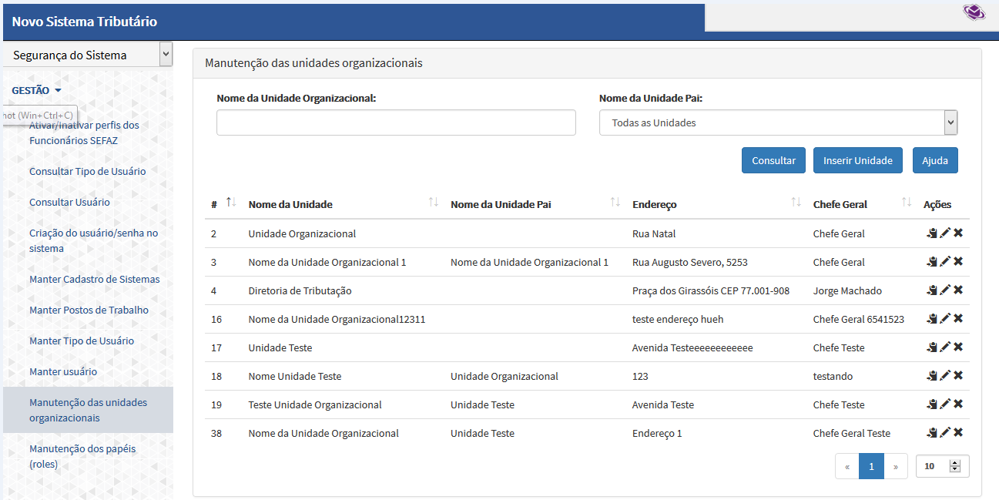 Novo Sistema Tributário
Segurança do Sistema
GESTÃO
hot (Win+Ctrl+C)
Ativar/Inativar perfis dos
Funcionários SEFAZ
Consultar Tipo de Usuário
Consultar Usuário
Criação do usuário/senha no
sistema
Manter Cadastro de Sistemas
Manter Postos de Trabalho
Manter Tipo de Usuário
Manter usuário
Manutenção das unidades
organizacionais
Manutenção dos papéis
(roles)
Manutenção das unidades organizacionais
Nome da Unidade Organizacional: Nome da Unidade Pai:
Todas as Unidades
Consultar Inserir Unidade Ajuda
# Nome da Unidade Nome da Unidade Pai Endereço Chefe Geral Ações
2 Unidade Organizacional Rua Natal Chefe Geral
3 Nome da Unidade Organizacional 1 Nome da Unidade Organizacional 1 Rua Augusto Severo, 5253 Chefe Geral
4 Diretoria de Tributação Praça dos Girassóis CEP 77.001-908 Jorge Machado
16 Nome da Unidade Organizacional12311 teste endereço hueh Chefe Geral 6541523
17 Unidade Teste Avenida Testeeeeeeeeeeee Chefe Teste
18 Nome Unidade Teste Unidade Organizacional 123 testando
19 Teste Unidade Organizacional Unidade Teste Avenida Teste Chefe Teste
38 Nome da Unidade Organizacional Unidade Teste Endereço 1 Chefe Geral Teste
« 1 » 10